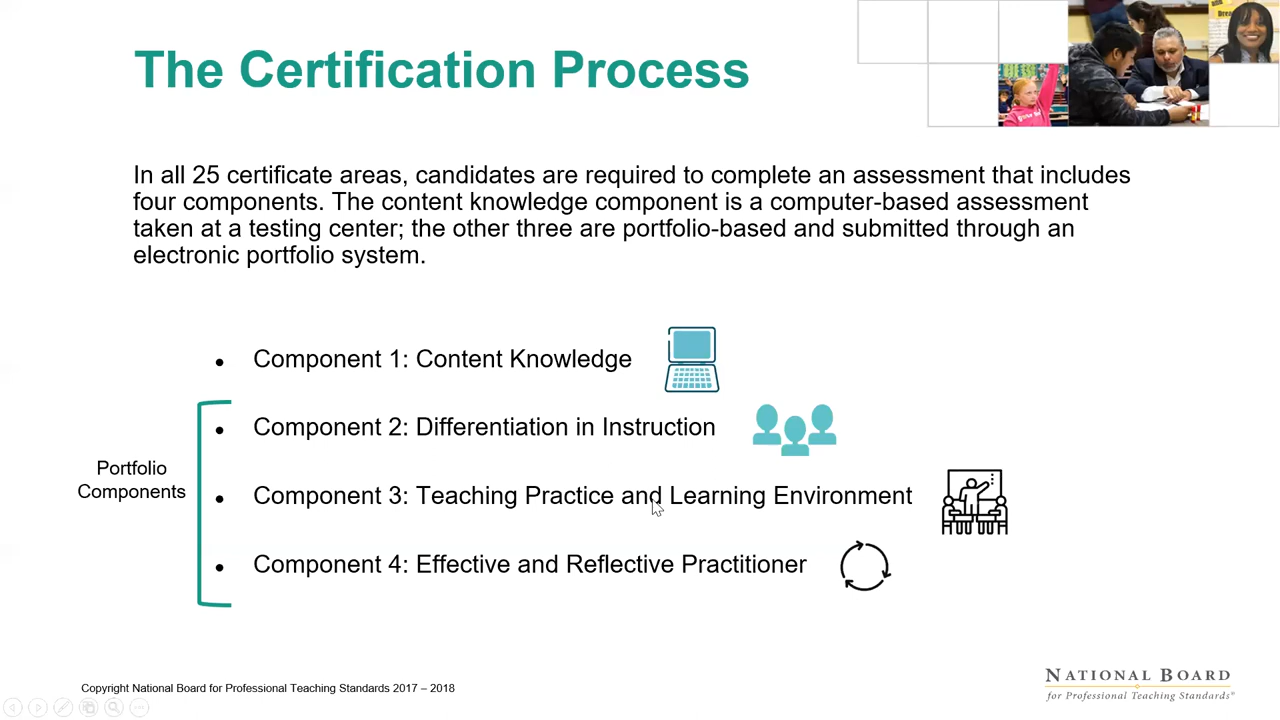 The Certification Process
In all 25 certificate areas, candidates are required to complete an assessment that includes
four components. The content knowledge component is a computer-based assessment
taken at a testing center; the other three are portfolio-based and submitted through an
electronic portfolio system.
• Component 1: Content Knowledge
• Component 2: Differentiation in Instruction
Portfolio
Components
• Component 3: Teaching Practice and Learning Environment
• Component 4: Effective and Reflective Practitioner
Copyright National Board for Professional Teaching Standards 2017 – 2018
NATIONAL BOARD
for Professional Teaching Standards®